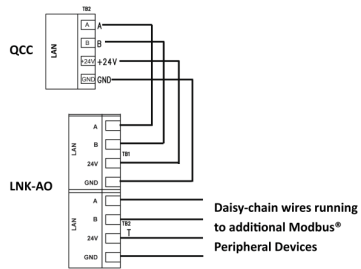 TB2
QCC
LAN
A A
B B
+24V +24V
GND GND
LNK-AO
LAN
A
B
TB1
24V
GND
LAN
A
B
TB2
T
24V
GND
Daisy-chain wires running
to additional Modbus®
Peripheral Devices